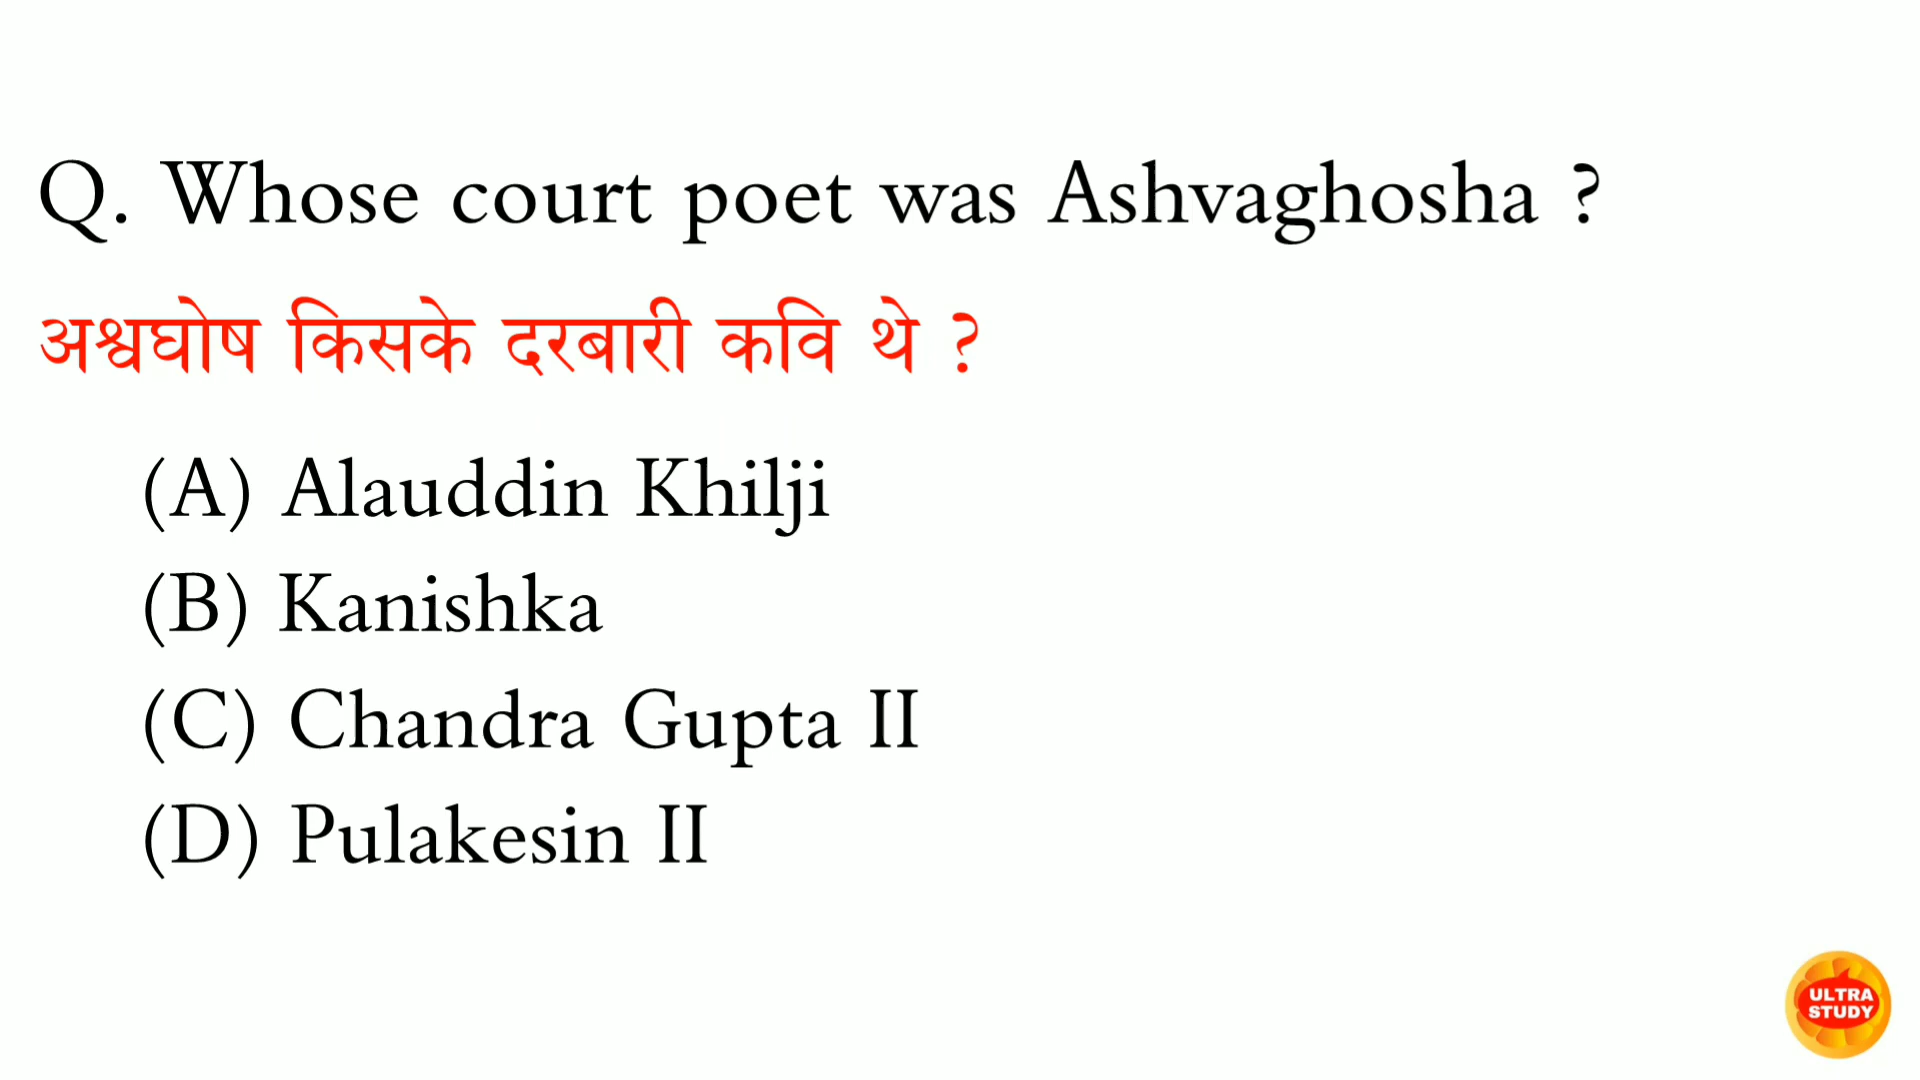 Q. Whose court poet was Ashvaghosha ?
अश्वघोष किसके दरबारी कवि थे ?
(A) Alauddin Khilji
(B) Kanishka
(C) Chandra Gupta II
(D) Pulakesin II
ULTRA
STUDY